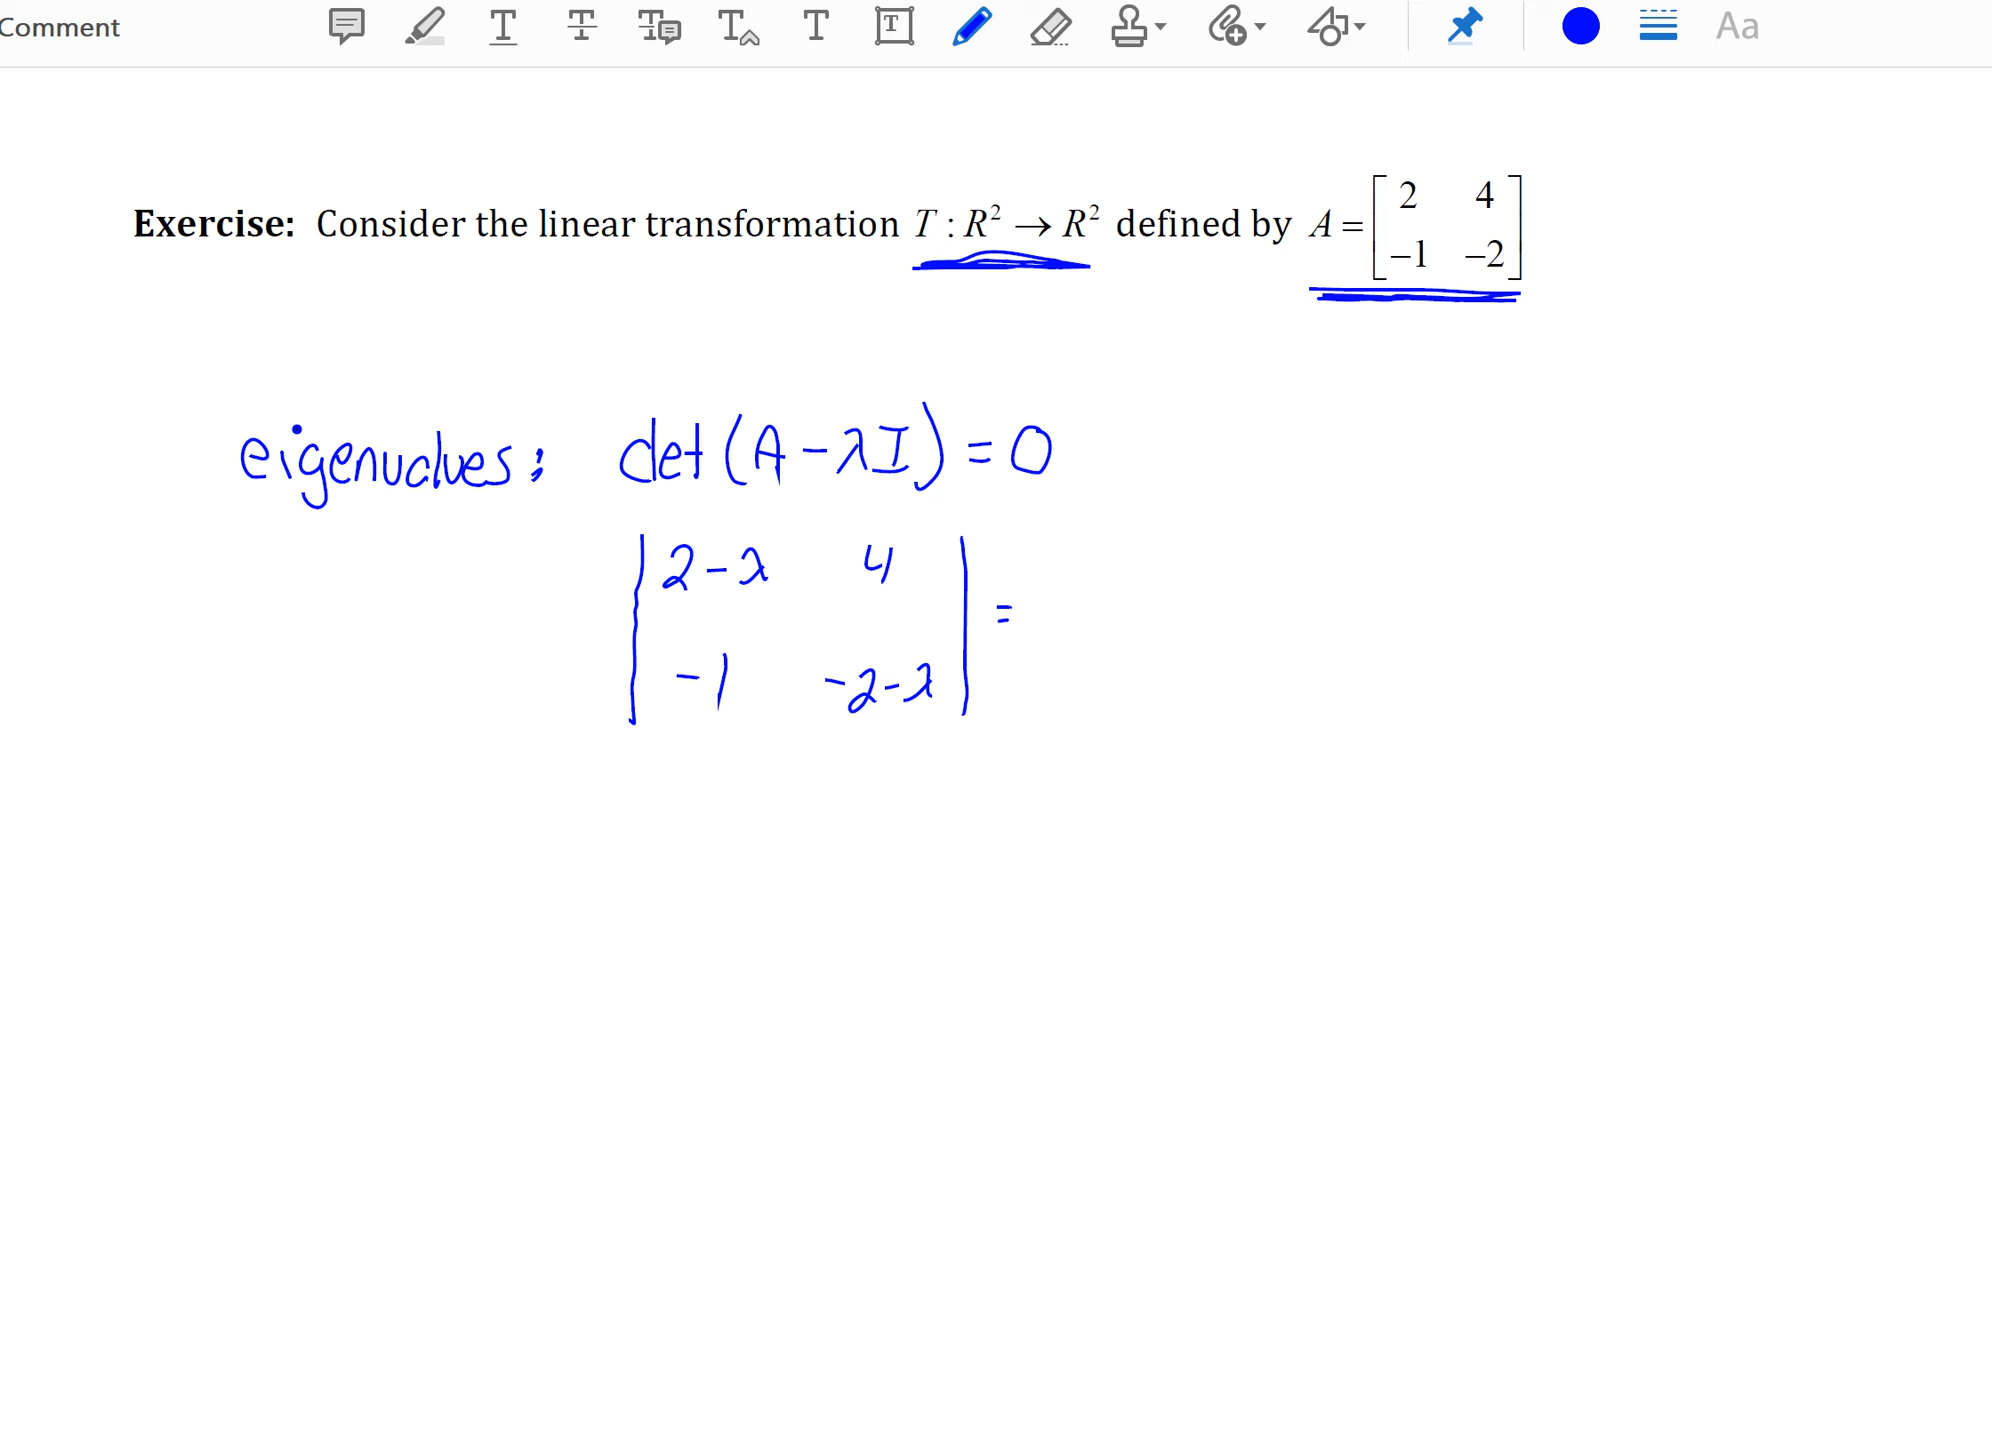 Comment T T T T T T Aa
Exercise: Consider the linear transformation T : R² → R² defined by A = [2 4
-1 -2]
eigenvalues: det(A - λI) = 0
|2-λ 4
-1 -2-λ| =